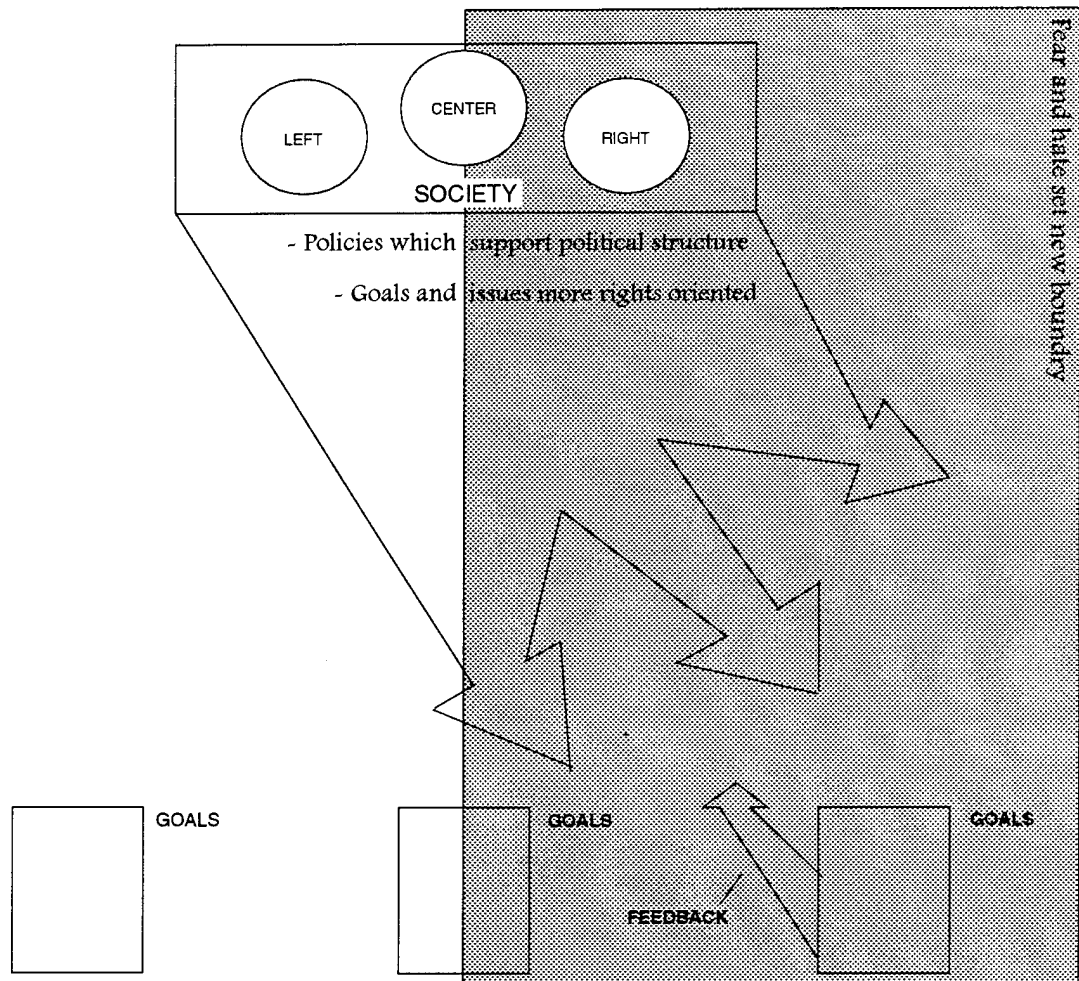 Fear and hate set new boundry
CENTER
LEFT
RIGHT
SOCIETY
- Policies which support political structure
- Goals and issues more rights oriented
GOALS
GOALS
GOALS
FEEDBACK